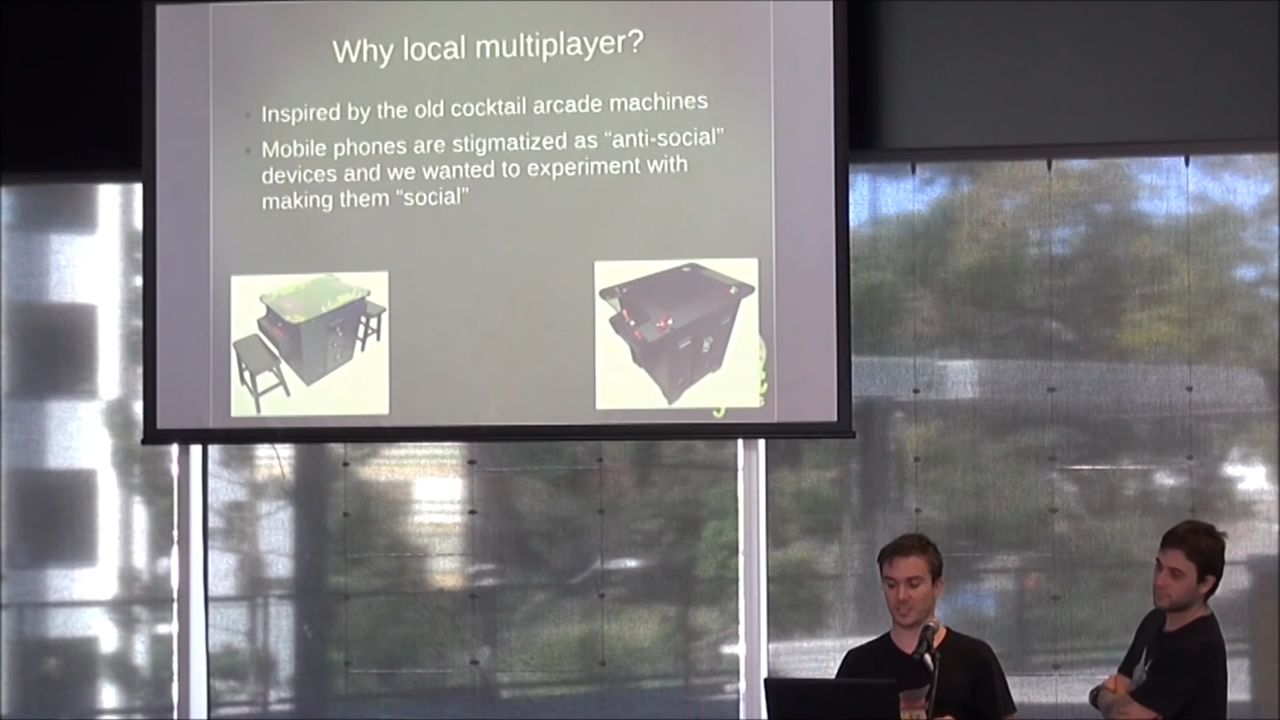 Why local multiplayer?
Inspired by the old cocktail arcade machines
Mobile phones are stigmatized as “anti-social”
devices and we wanted to experiment with
making them “social”